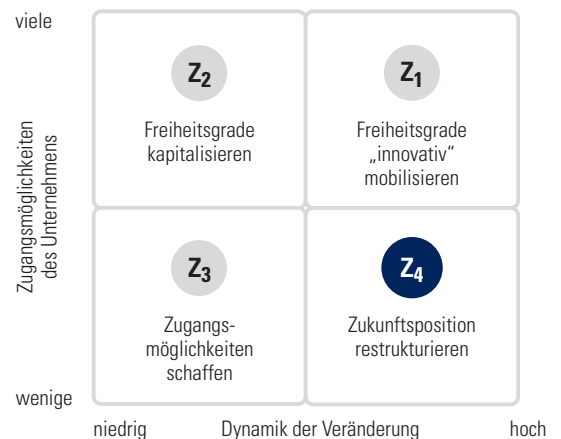 viele
Zugangsmöglichkeiten
des Unternehmens
Z2
Freiheitsgrade
kapitalisieren
Z1
Freiheitsgrade
„innovativ“
mobilisieren
Z3
Zugangs-
möglichkeiten
schaffen
Z4
Zukunftsposition
restrukturieren
wenige
niedrig Dynamik der Veränderung hoch